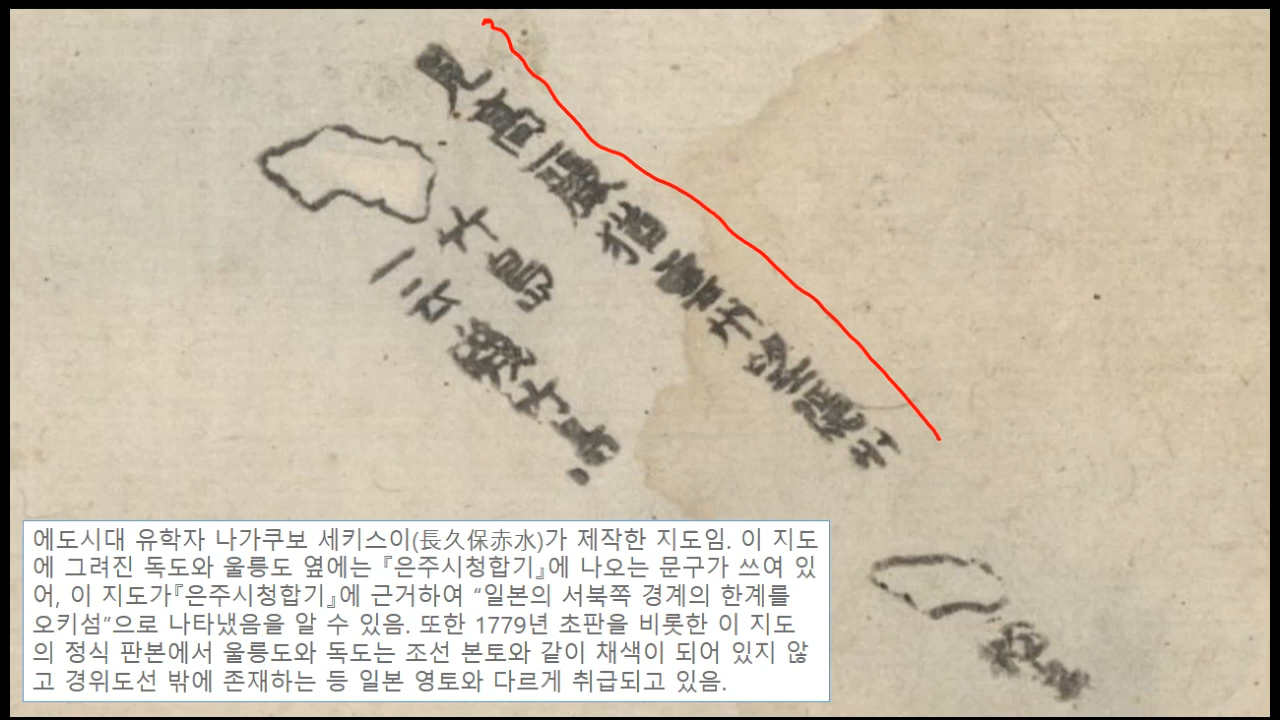 見高麗猶雲州望隠州
竹島
一云磯竹島
松島
에도시대 유학자 나가쿠보 세키스이(長久保赤水)가 제작한 지도임. 이 지도
에 그려진 독도와 울릉도 옆에는『은주시청합기』에 나오는 문구가 쓰여 있
어, 이 지도가『은주시청합기』에 근거하여 "일본의 서북쪽 경계의 한계를
오키섬"으로 나타냈음을 알 수 있음. 또한 1779년 초판을 비롯한 이 지도
의 정식 판본에서 울릉도와 독도는 조선 본토와 같이 채색이 되어 있지 않
고 경위도선 밖에 존재하는 등 일본 영토와 다르게 취급되고 있음.